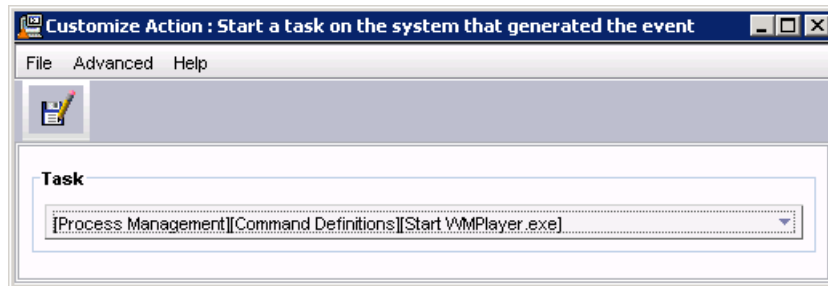 Customize Action : Start a task on the system that generated the event
File Advanced Help
Task
[Process Management][Command Definitions][Start WMPlayer.exe]